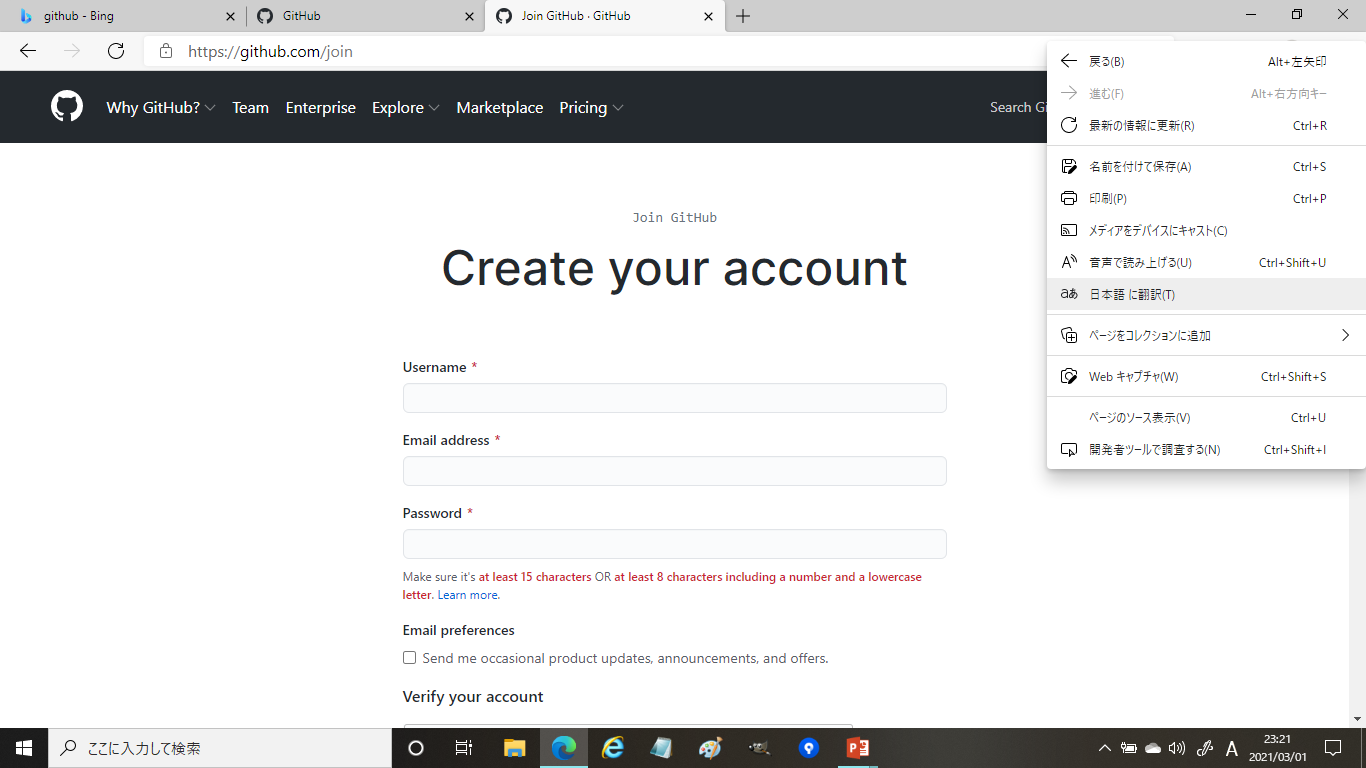 github - Bing
GitHub
Join GitHub · GitHub
https://github.com/join
Why GitHub?
Team
Enterprise
Explore
Marketplace
Pricing
Search Gi
戻る(B) Alt+左矢印
進む(F) Alt+右方向キー
最新の情報に更新(R) Ctrl+R
名前を付けて保存(A) Ctrl+S
印刷(P) Ctrl+P
メディアをデバイスにキャスト(C)
音声で読み上げる(U) Ctrl+Shift+U
aあ 日本語 に翻訳(T)
ページをコレクションに追加
Web キャプチャ(W) Ctrl+Shift+S
ページのソース表示(V) Ctrl+U
開発者ツールで調査する(N) Ctrl+Shift+I
Join GitHub
Create your account
Username *
Email address *
Password *
Make sure it's at least 15 characters OR at least 8 characters including a number and a lowercase
letter. Learn more.
Email preferences
Send me occasional product updates, announcements, and offers.
Verify your account
ここに入力して検索
A
23:21
2021/03/01